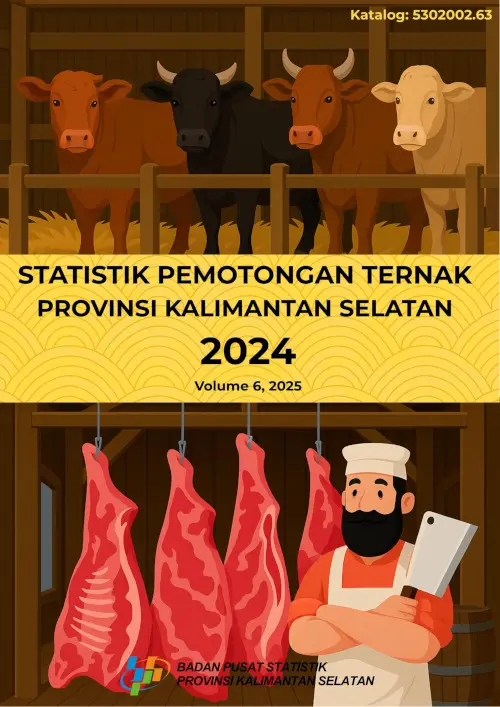 Katalog: 5302002.63
STATISTIK PEMOTONGAN TERNAK
PROVINSI KALIMANTAN SELATAN
2024
Volume 6, 2025
BADAN PUSAT STATISTIK
PROVINSI KALIMANTAN SELATAN